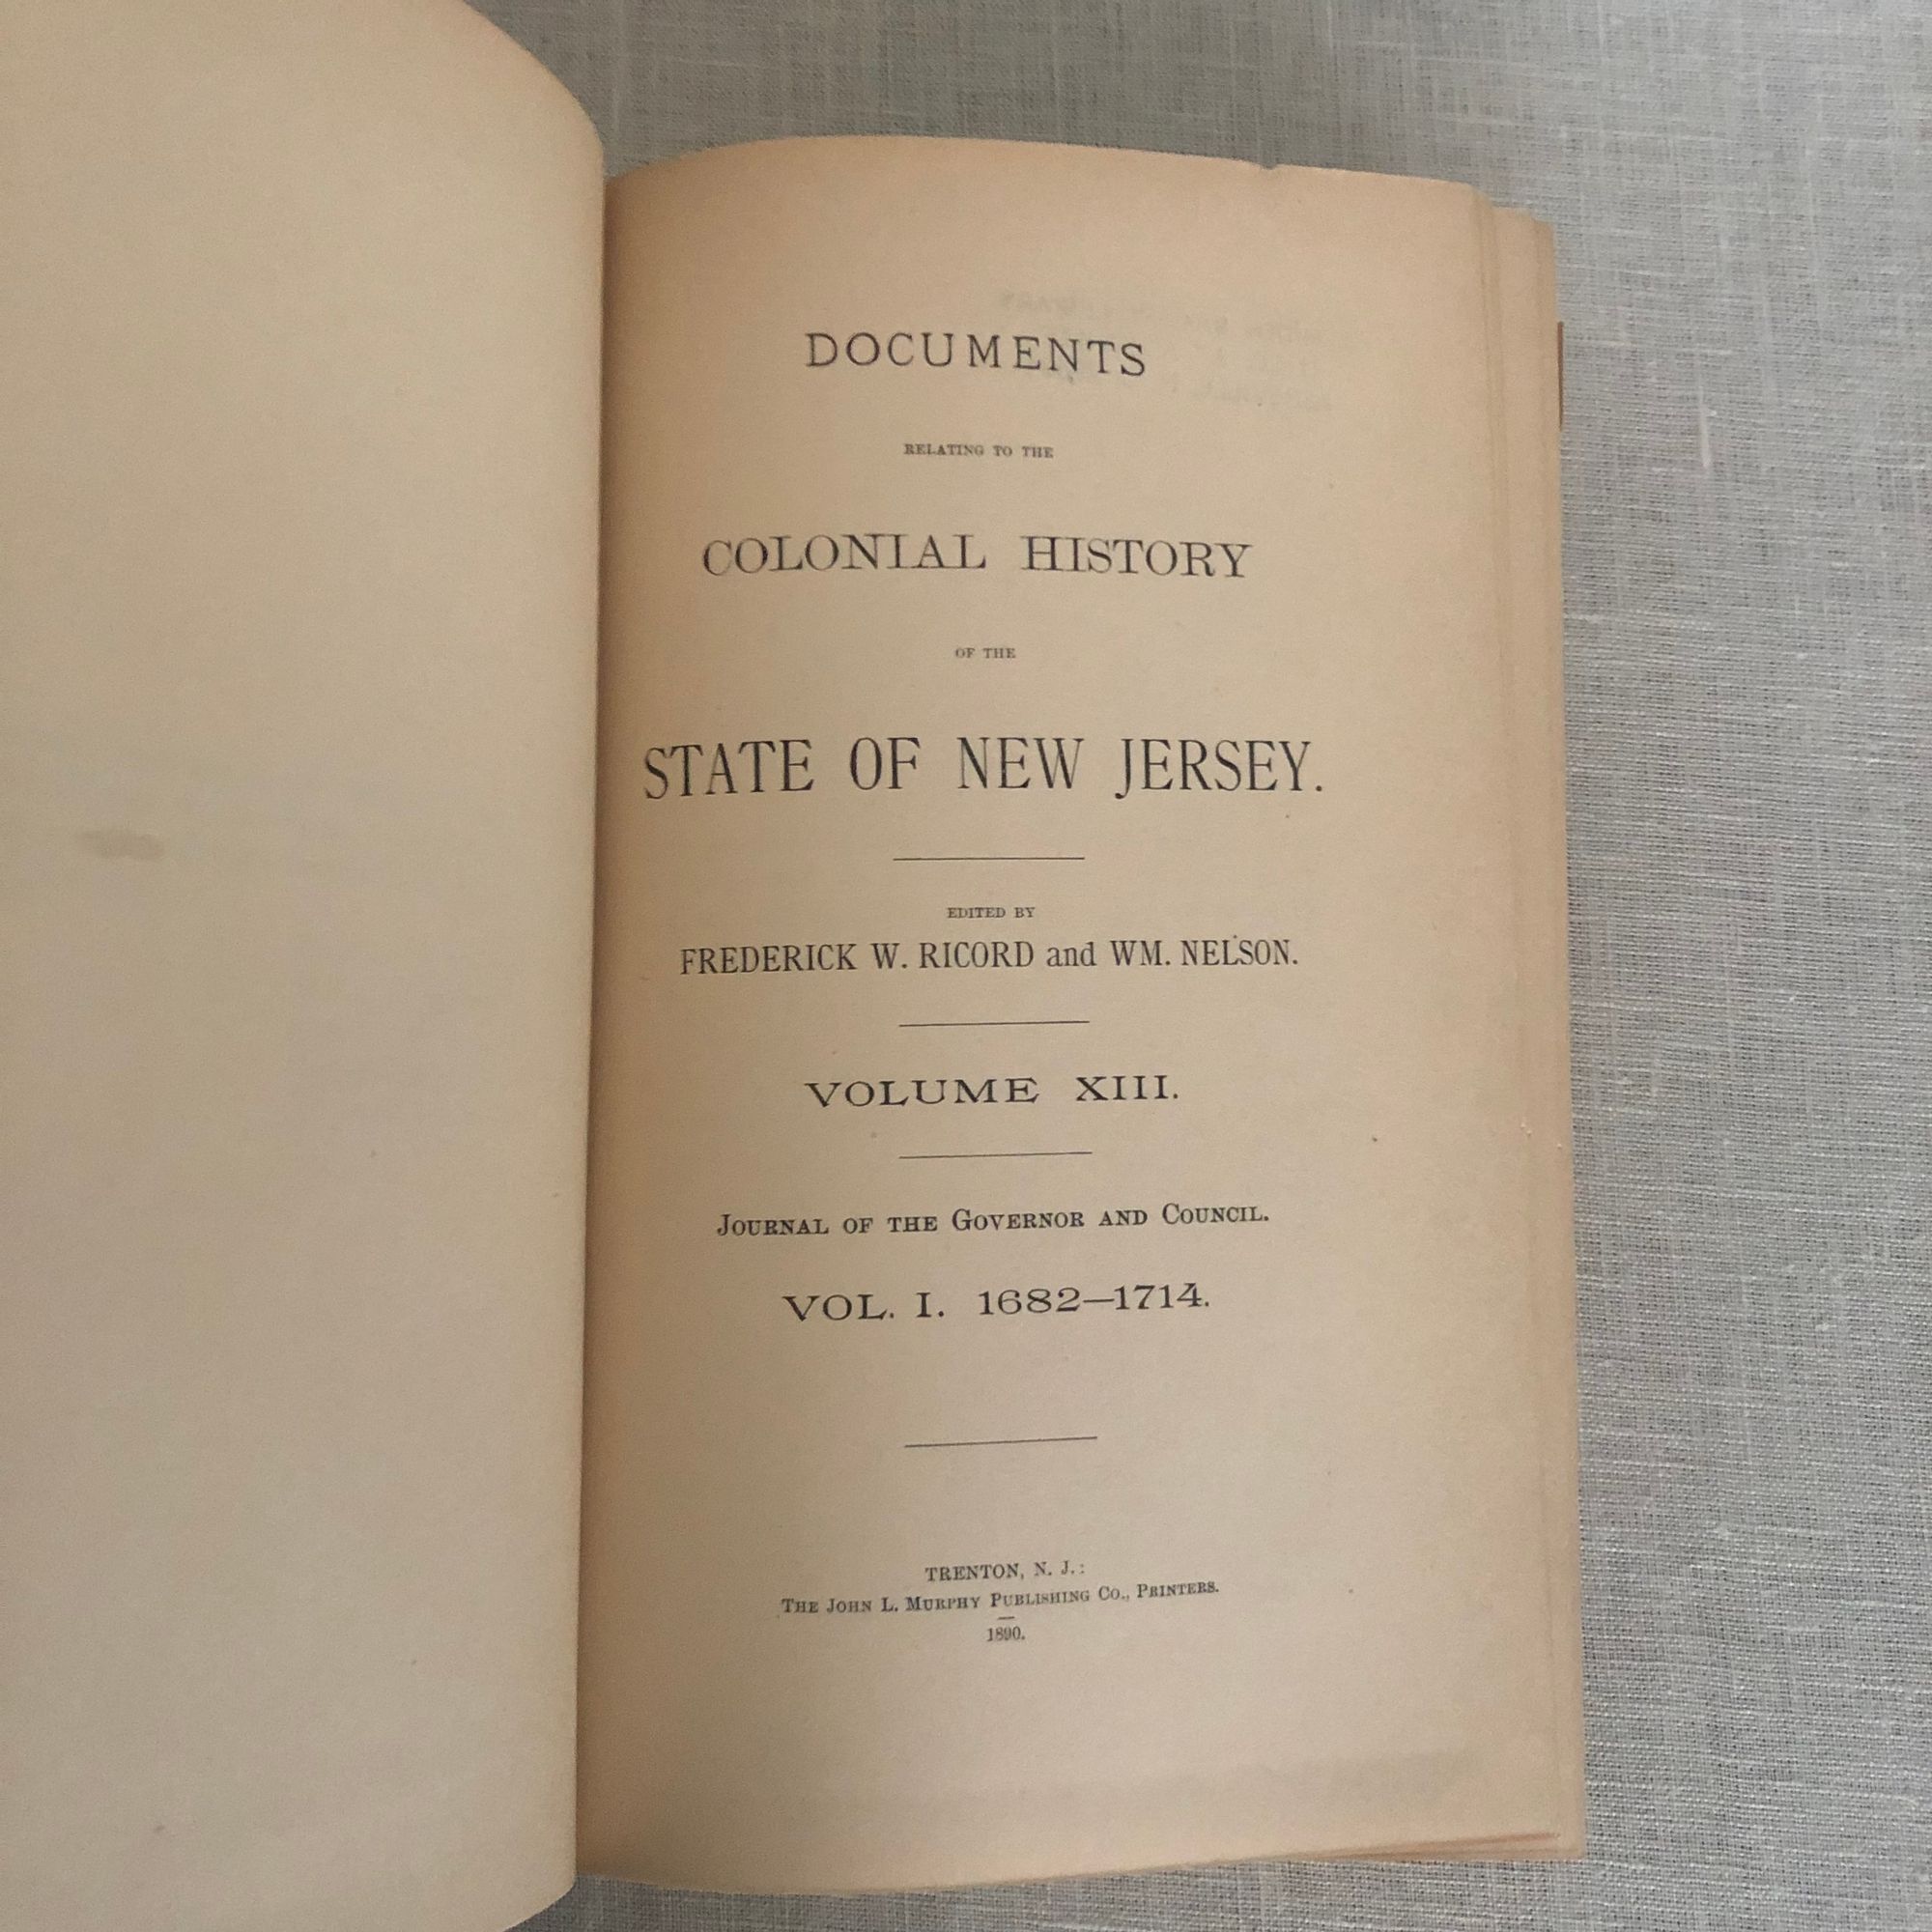 DOCUMENTS
RELATING TO THE
COLONIAL HISTORY
OF THE
STATE OF NEW JERSEY.
EDITED BY
FREDERICK W. RICORD and WM. NELSON.
VOLUME XIII.
JOURNAL OF THE GOVERNOR AND COUNCIL.
VOL. I. 1682—1714.
TRENTON, N. J.:
THE JOHN L. MURPHY PUBLISHING CO., PRINTERS.
1890.